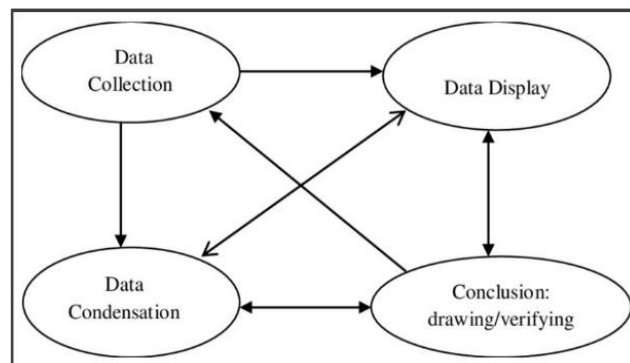 Data
Collection
Data Display
Data
Condensation
Conclusion:
drawing/verifying